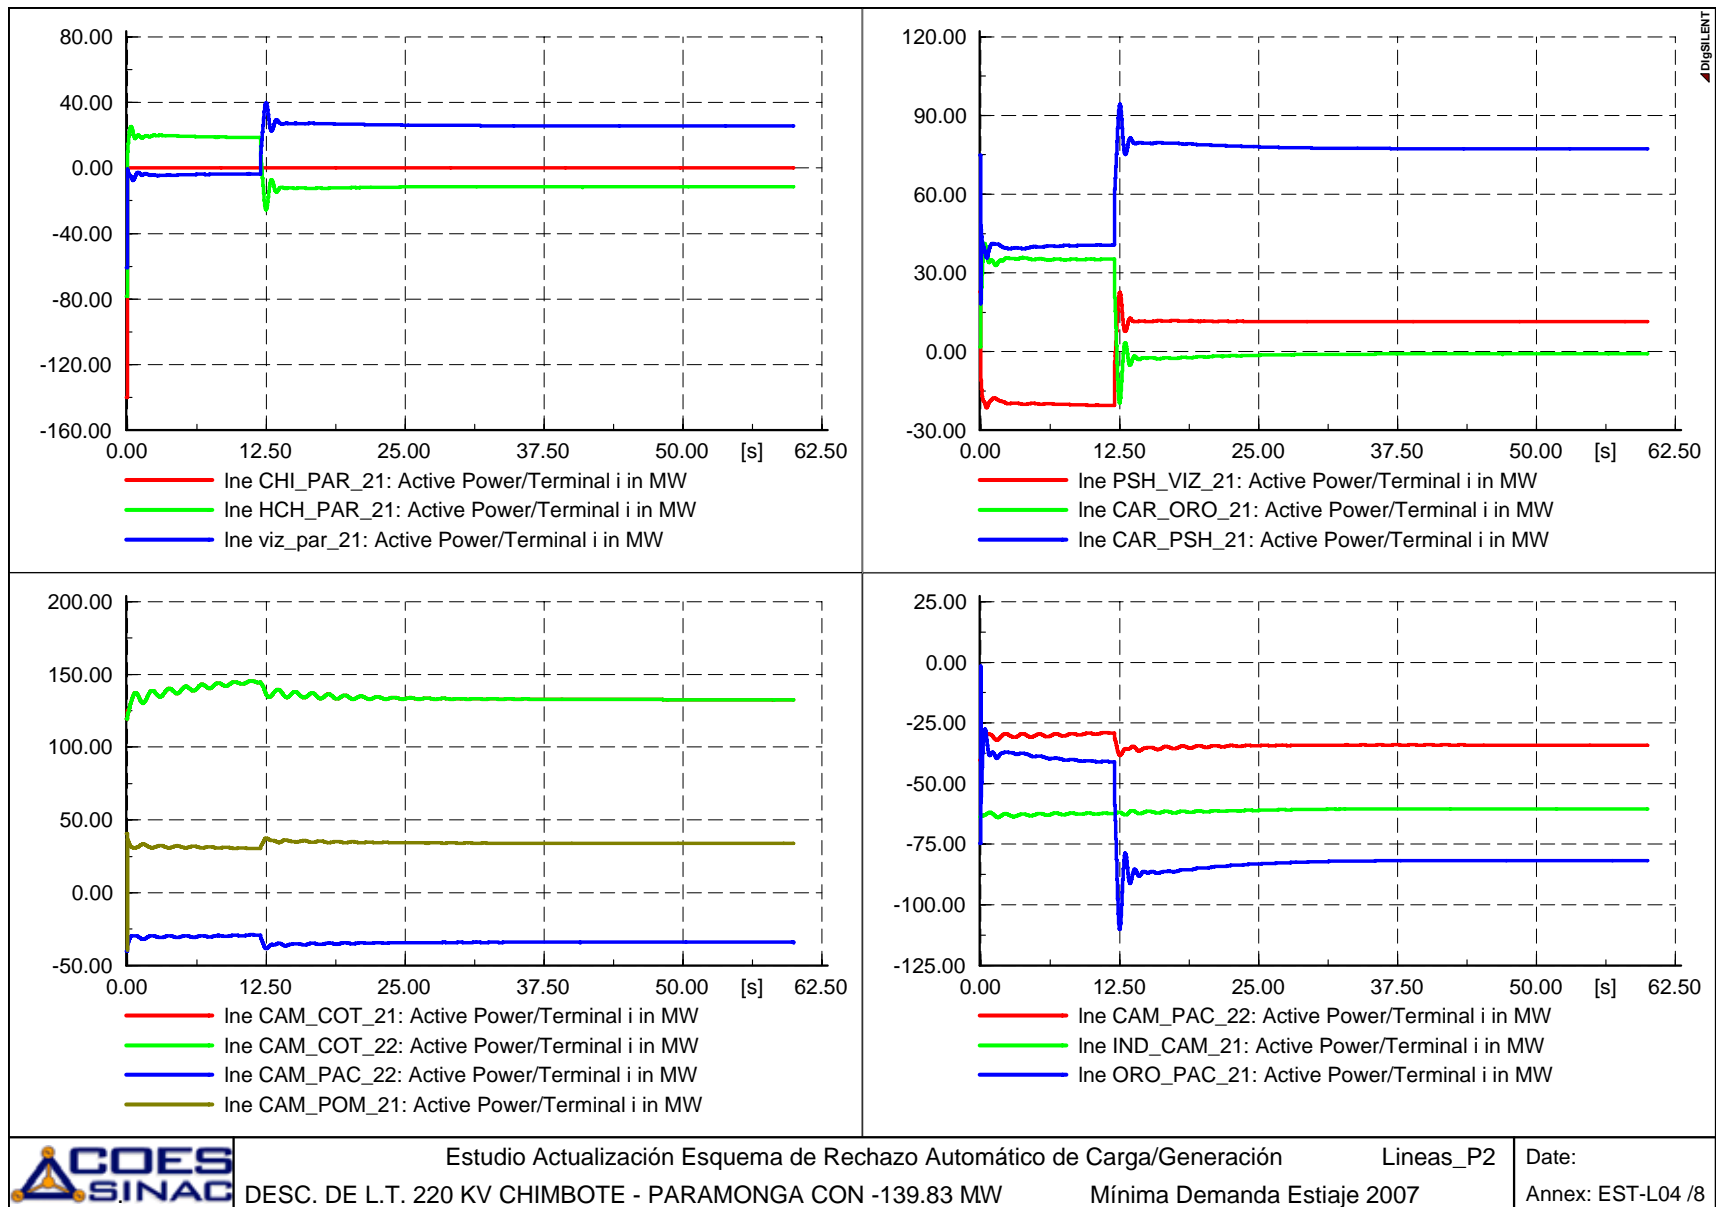 DIgSILENT
80.00
40.00
0.00
-40.00
-80.00
-120.00
-160.00
0.00 12.50 25.00 37.50 50.00 [s] 62.50
lne CHI_PAR_21: Active Power/Terminal i in MW
lne HCH_PAR_21: Active Power/Terminal i in MW
lne viz_par_21: Active Power/Terminal i in MW
120.00
90.00
60.00
30.00
0.00
-30.00
0.00 12.50 25.00 37.50 50.00 [s] 62.50
lne PSH_VIZ_21: Active Power/Terminal i in MW
lne CAR_ORO_21: Active Power/Terminal i in MW
lne CAR_PSH_21: Active Power/Terminal i in MW
200.00
150.00
100.00
50.00
0.00
-50.00
0.00 12.50 25.00 37.50 50.00 [s] 62.50
lne CAM_COT_21: Active Power/Terminal i in MW
lne CAM_COT_22: Active Power/Terminal i in MW
lne CAM_PAC_22: Active Power/Terminal i in MW
lne CAM_POM_21: Active Power/Terminal i in MW
25.00
0.00
-25.00
-50.00
-75.00
-100.00
-125.00
0.00 12.50 25.00 37.50 50.00 [s] 62.50
lne CAM_PAC_22: Active Power/Terminal i in MW
lne IND_CAM_21: Active Power/Terminal i in MW
lne ORO_PAC_21: Active Power/Terminal i in MW
COES
SINAC
Estudio Actualización Esquema de Rechazo Automático de Carga/Generación Lineas_P2
DESC. DE L.T. 220 KV CHIMBOTE - PARAMONGA CON -139.83 MW Mínima Demanda Estiaje 2007
Date:
Annex: EST-L04 /8